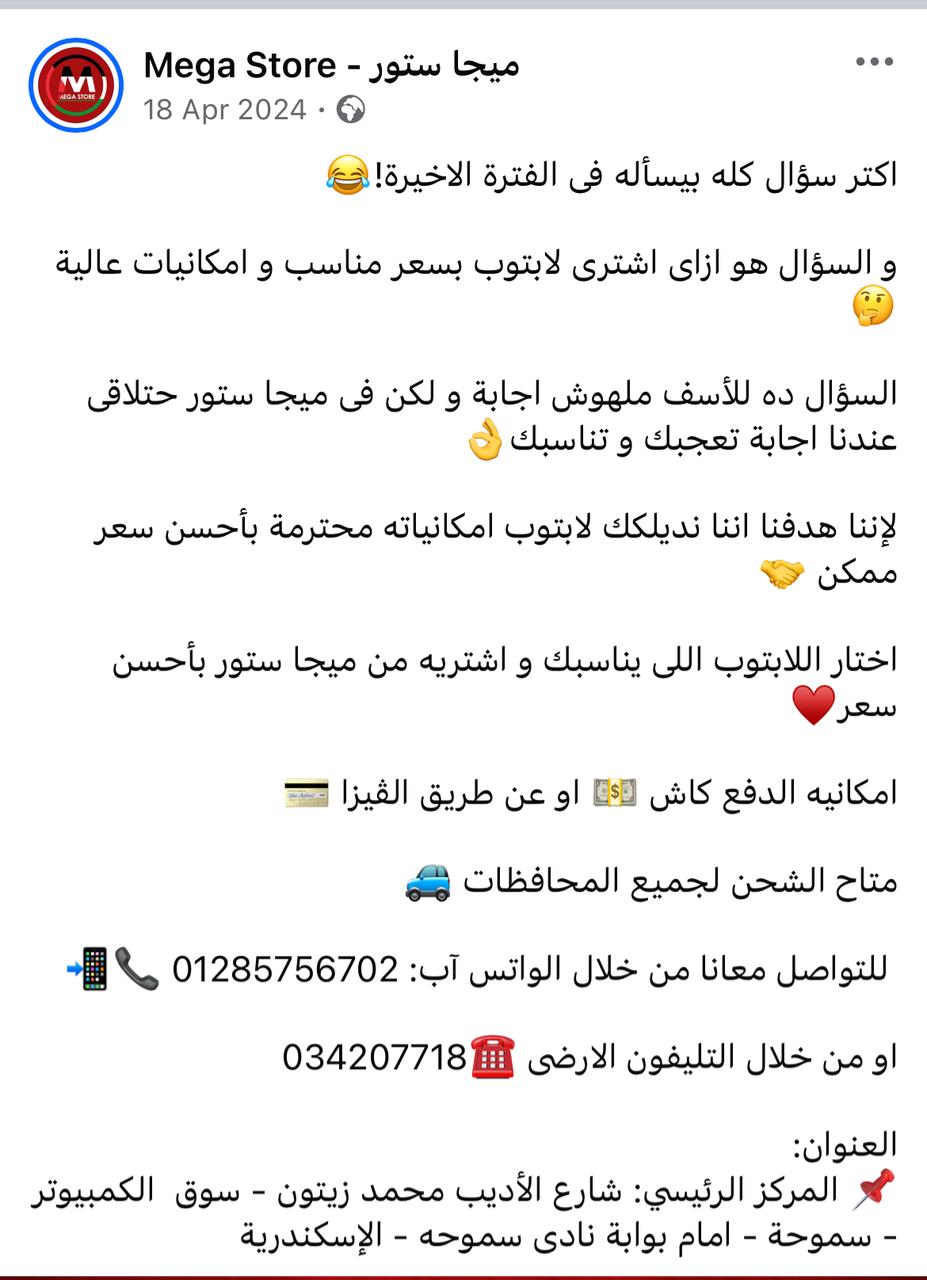 Mega Store - ميجا ستور
18 Apr 2024 ·
M
MEGA STORE
اكتر سؤال كله بيسأله فى الفترة الاخيرة!😂
و السؤال هو ازاى اشترى لابتوب بسعر مناسب و امكانيات عالية
🤔
السؤال ده للأسف ملهوش اجابة و لكن فى ميجا ستور حتلاقى
عندنا اجابة تعجبك و تناسبك👌
لإننا هدفنا اننا نديلكك لابتوب امكانياته محترمة بأحسن سعر
ممكن 🤝
اختار اللابتوب اللى يناسبك و اشتريه من ميجا ستور بأحسن
سعر♥️
امكانيه الدفع كاش 💵 او عن طريق الڤيزا 💳
متاح الشحن لجميع المحافظات 🚙
للتواصل معانا من خلال الواتس آب: 01285756702 📞📲
او من خلال التليفون الارضى ☎️034207718
العنوان:
📌 المركز الرئيسي: شارع الأديب محمد زيتون - سوق الكمبيوتر
- سموحة - امام بوابة نادى سموحه - الإسكندرية